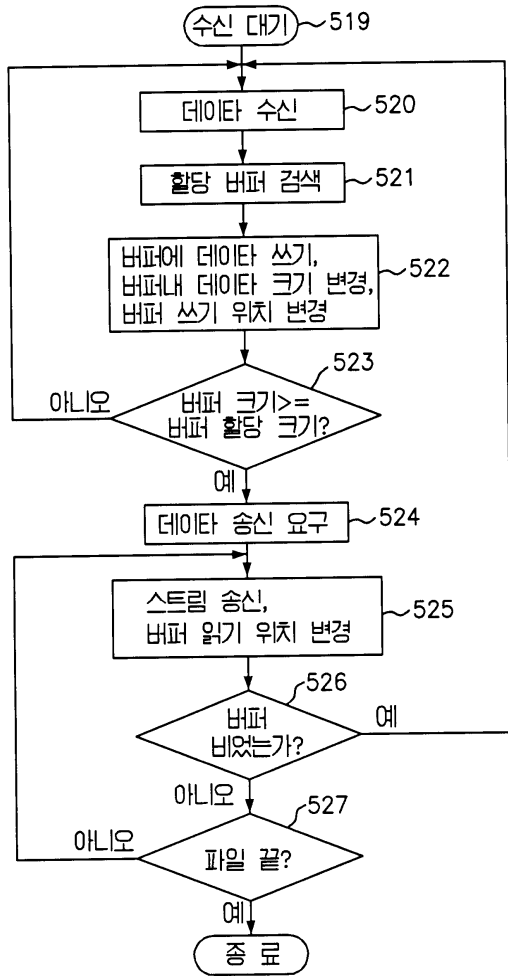 수신 대기
519
데이타 수신
520
할당 버퍼 검색
521
버퍼에 데이타 쓰기,
버퍼내 데이타 크기 변경,
버퍼 쓰기 위치 변경
522
523
버퍼 크기>=
버퍼 할당 크기?
아니오
예
데이타 송신 요구
524
스트림 송신,
버퍼 읽기 위치 변경
525
526
버퍼
비었는가?
예
아니오
527
파일 끝?
아니오
예
종료